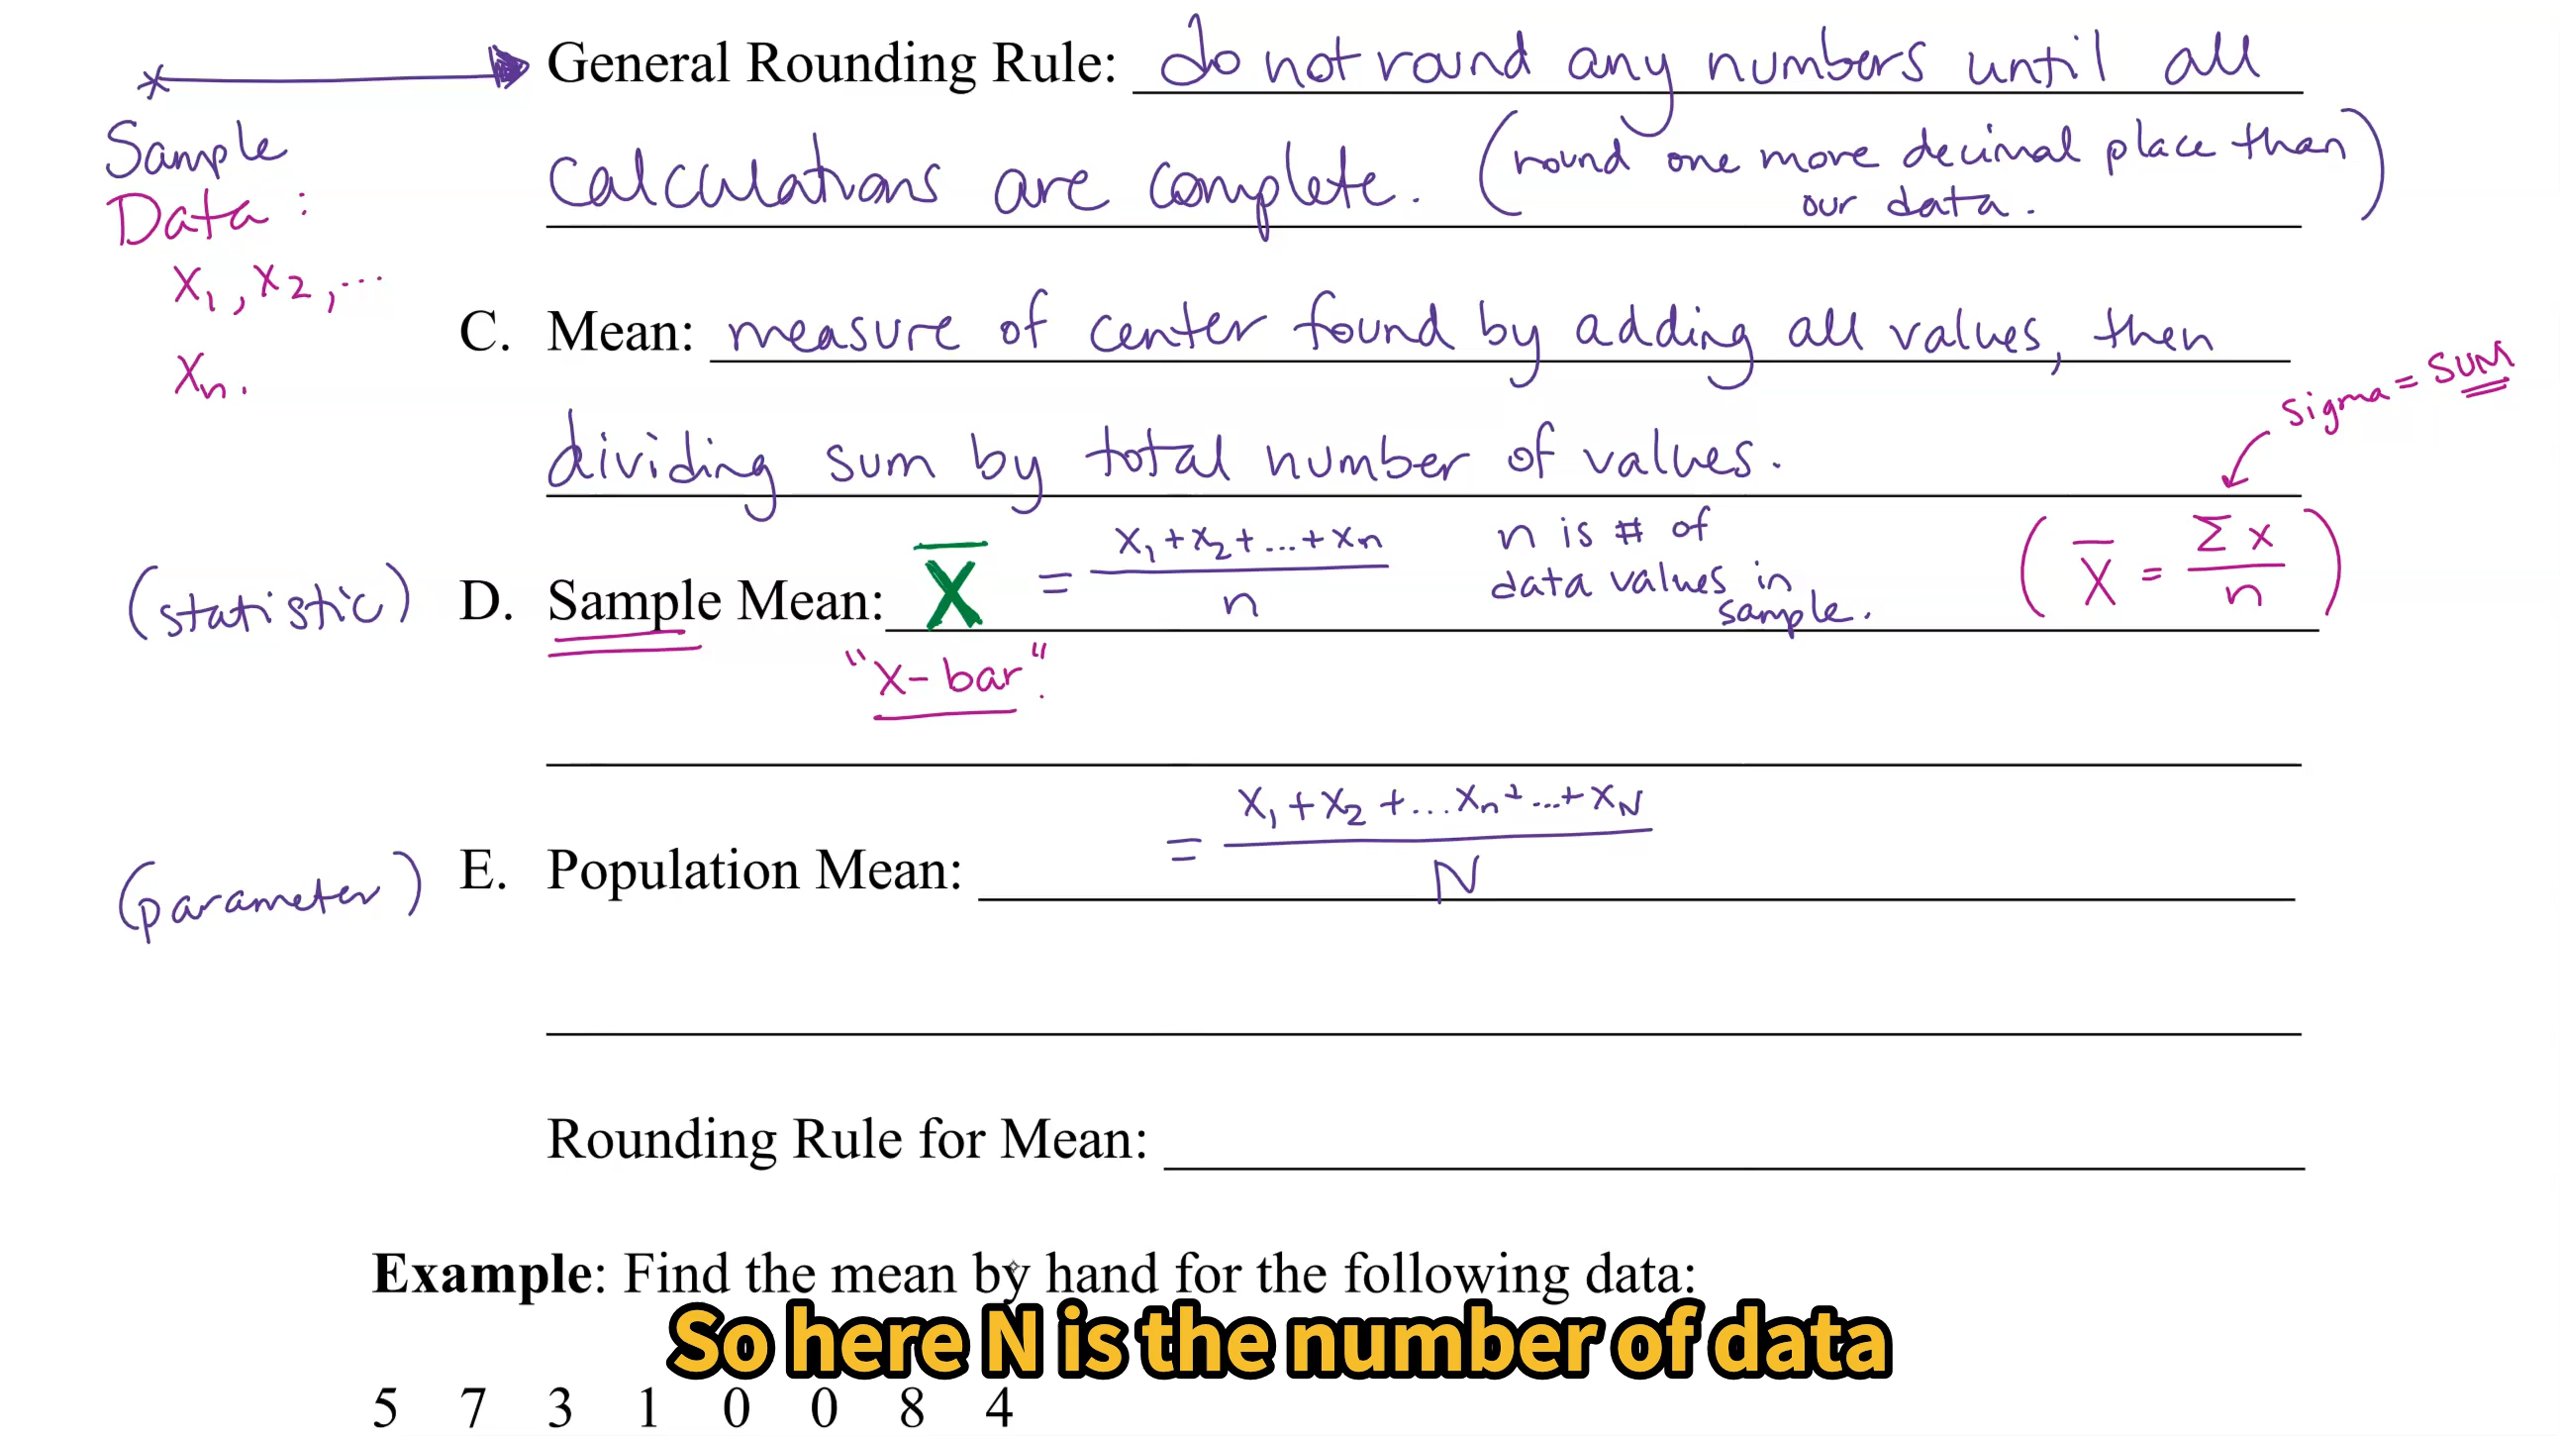 General Rounding Rule: do not round any numbers until all
calculations are complete. (round one more decimal place than
our data.)
Sample
Data:
x₁, x₂, ...
xₙ.
C. Mean: measure of center found by adding all values, then
dividing sum by total number of values.
sigma = SUM
(statistic) D. Sample Mean: X̅ = (x₁ + x₂ + ... + xₙ) / n n is # of data values in sample. (X̅ = Σx / n)
"x-bar".
(parameter) E. Population Mean: = (x₁ + x₂ + ... xₙ + ... + x_N) / N
Rounding Rule for Mean:
Example: Find the mean by hand for the following data:
So here N is the number of data
5 7 3 1 0 0 8 4